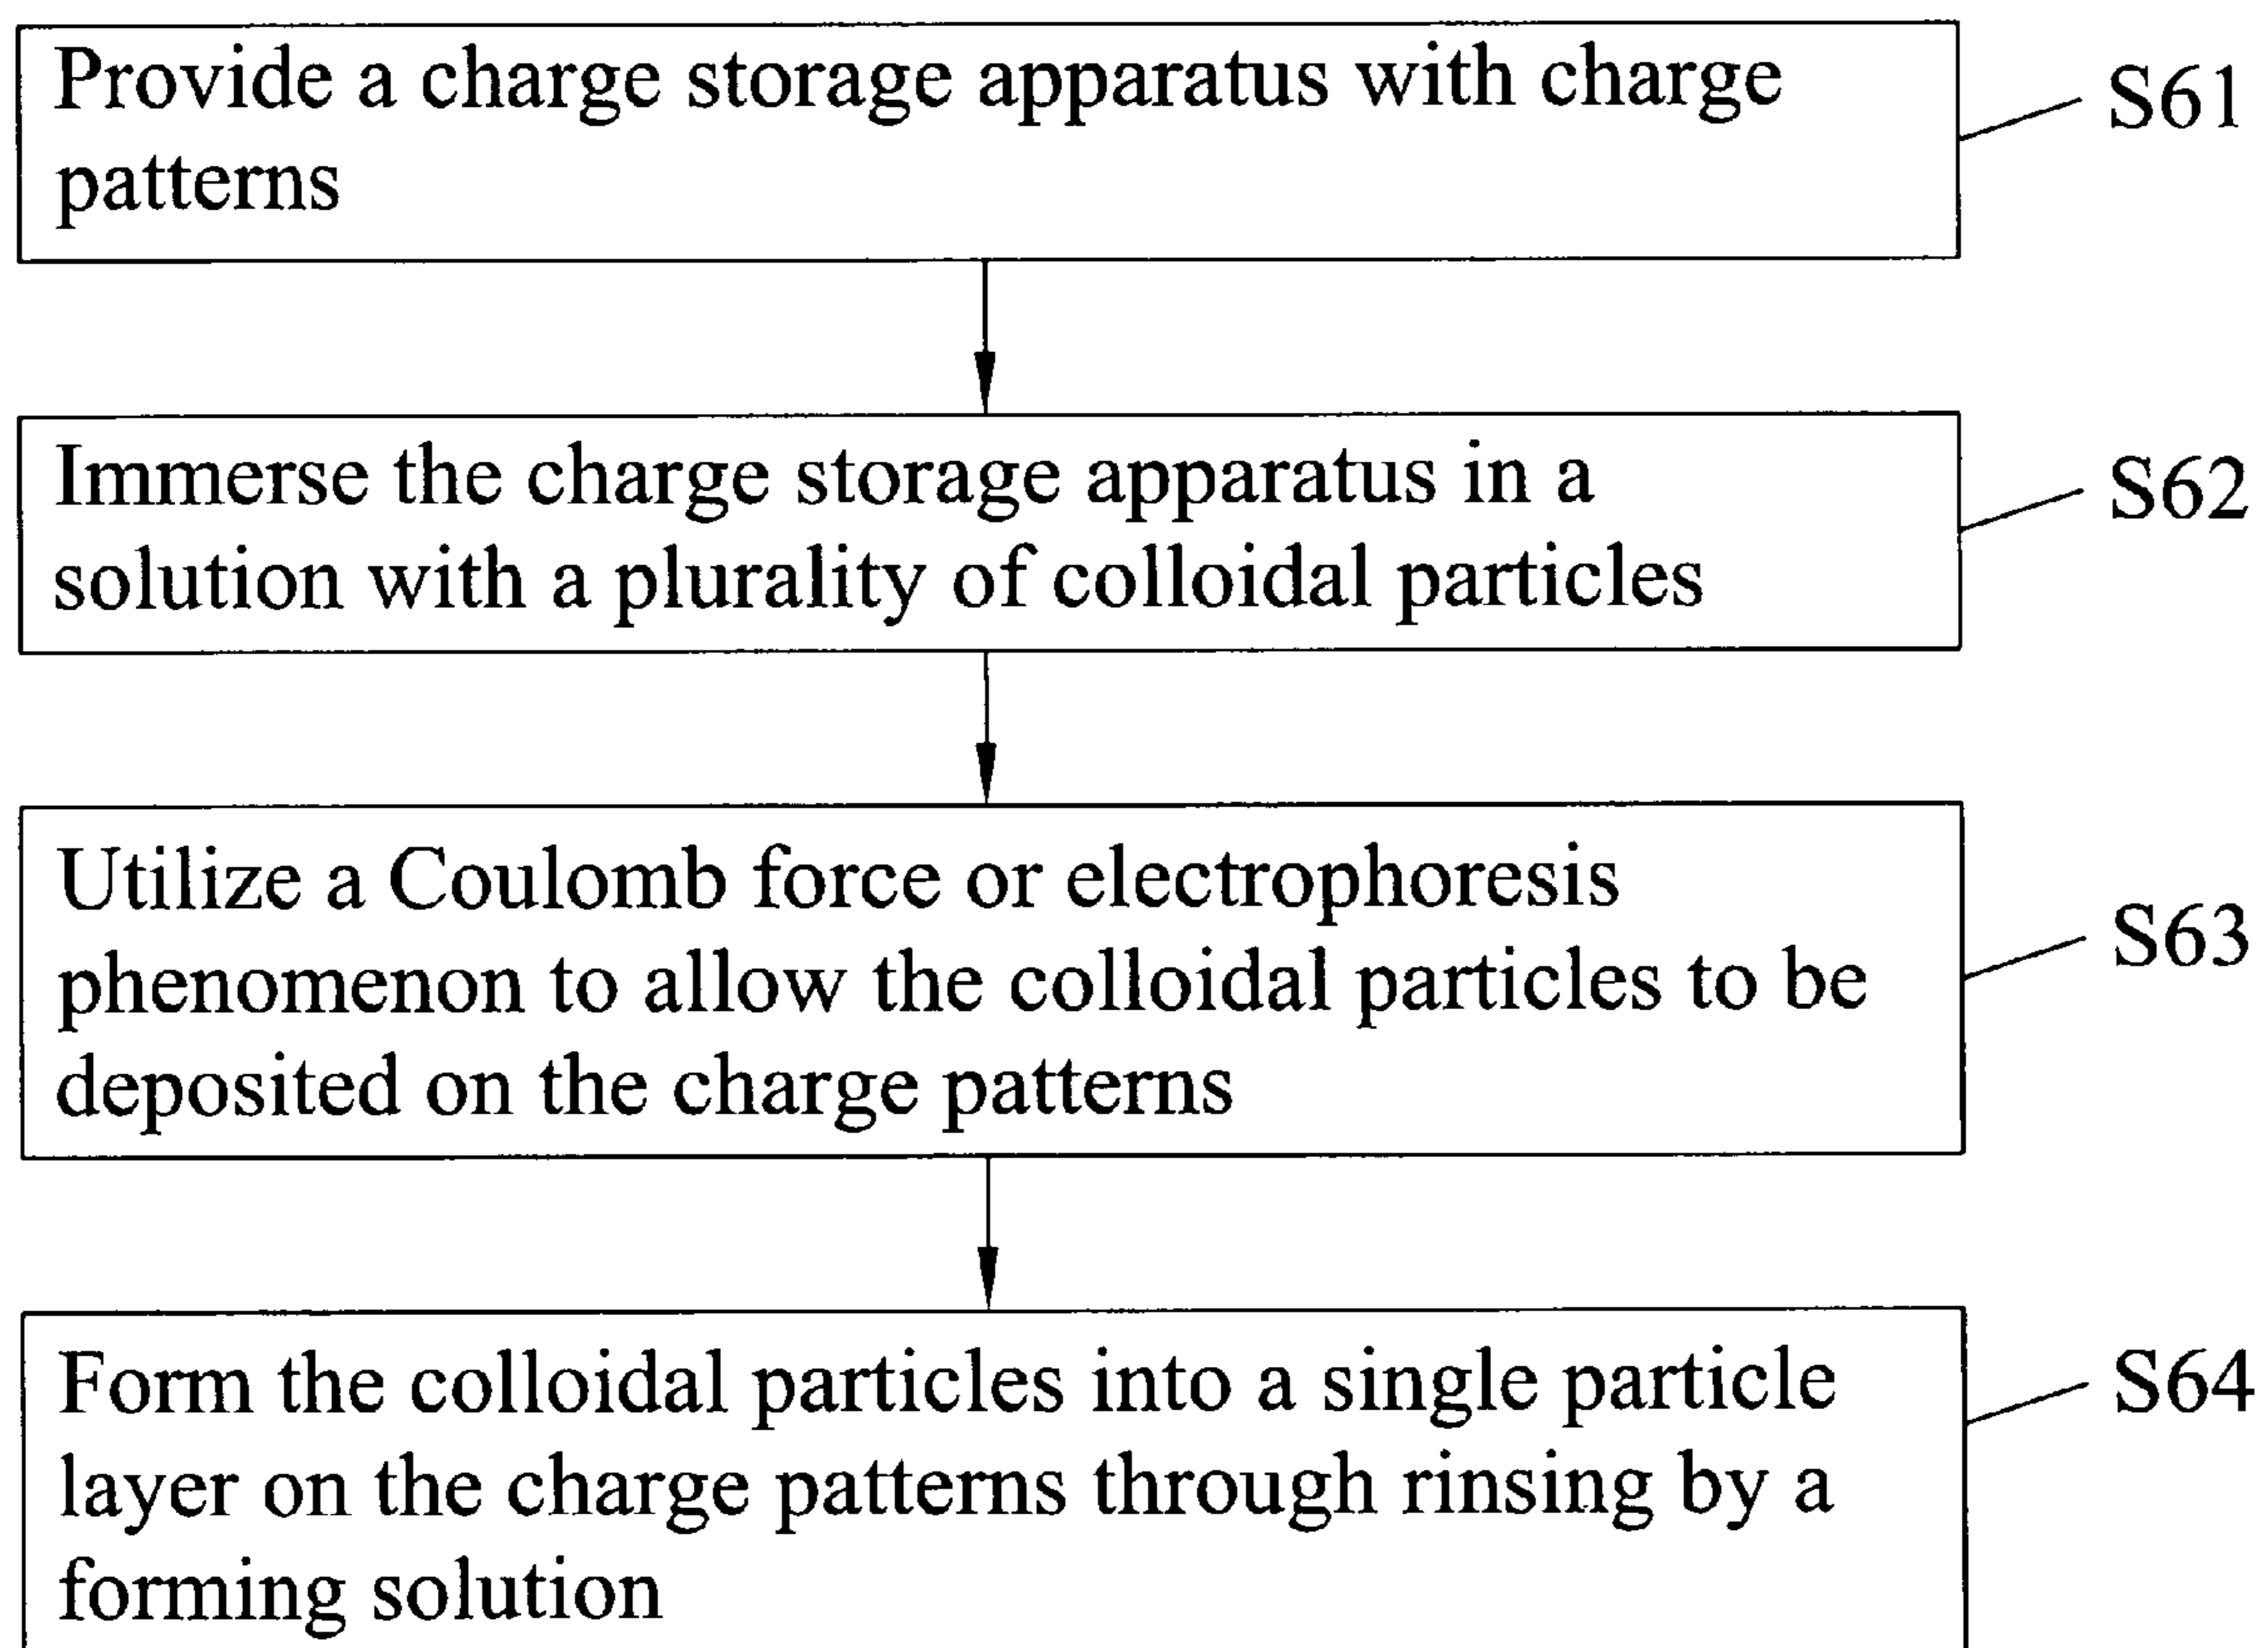 Provide a charge storage apparatus with charge
patterns
S61
Immerse the charge storage apparatus in a
solution with a plurality of colloidal particles
S62
Utilize a Coulomb force or electrophoresis
phenomenon to allow the colloidal particles to be
deposited on the charge patterns
S63
Form the colloidal particles into a single particle
layer on the charge patterns through rinsing by a
forming solution
S64